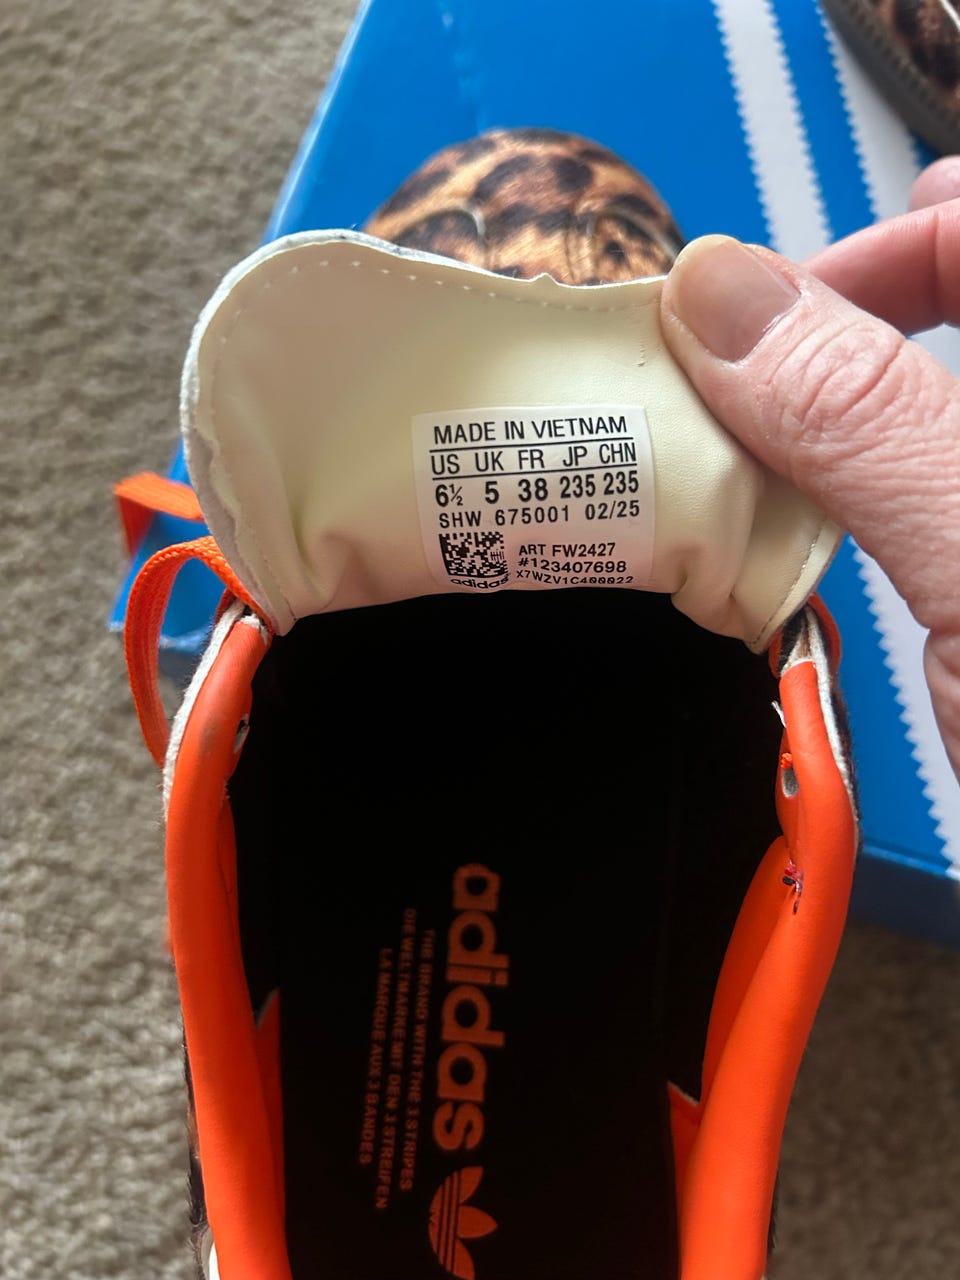 MADE IN VIETNAM
US UK FR JP CHN
6½ 5 38 235 235
SHW 675001 02/25
ART FW2427
#123407698
X7WZV1C400022
adidas
adidas
THE BRAND WITH THE 3 STRIPES
DIE WELTMARKE MIT DEN 3 STREIFEN
LA MARQUE AUX 3 BANDES